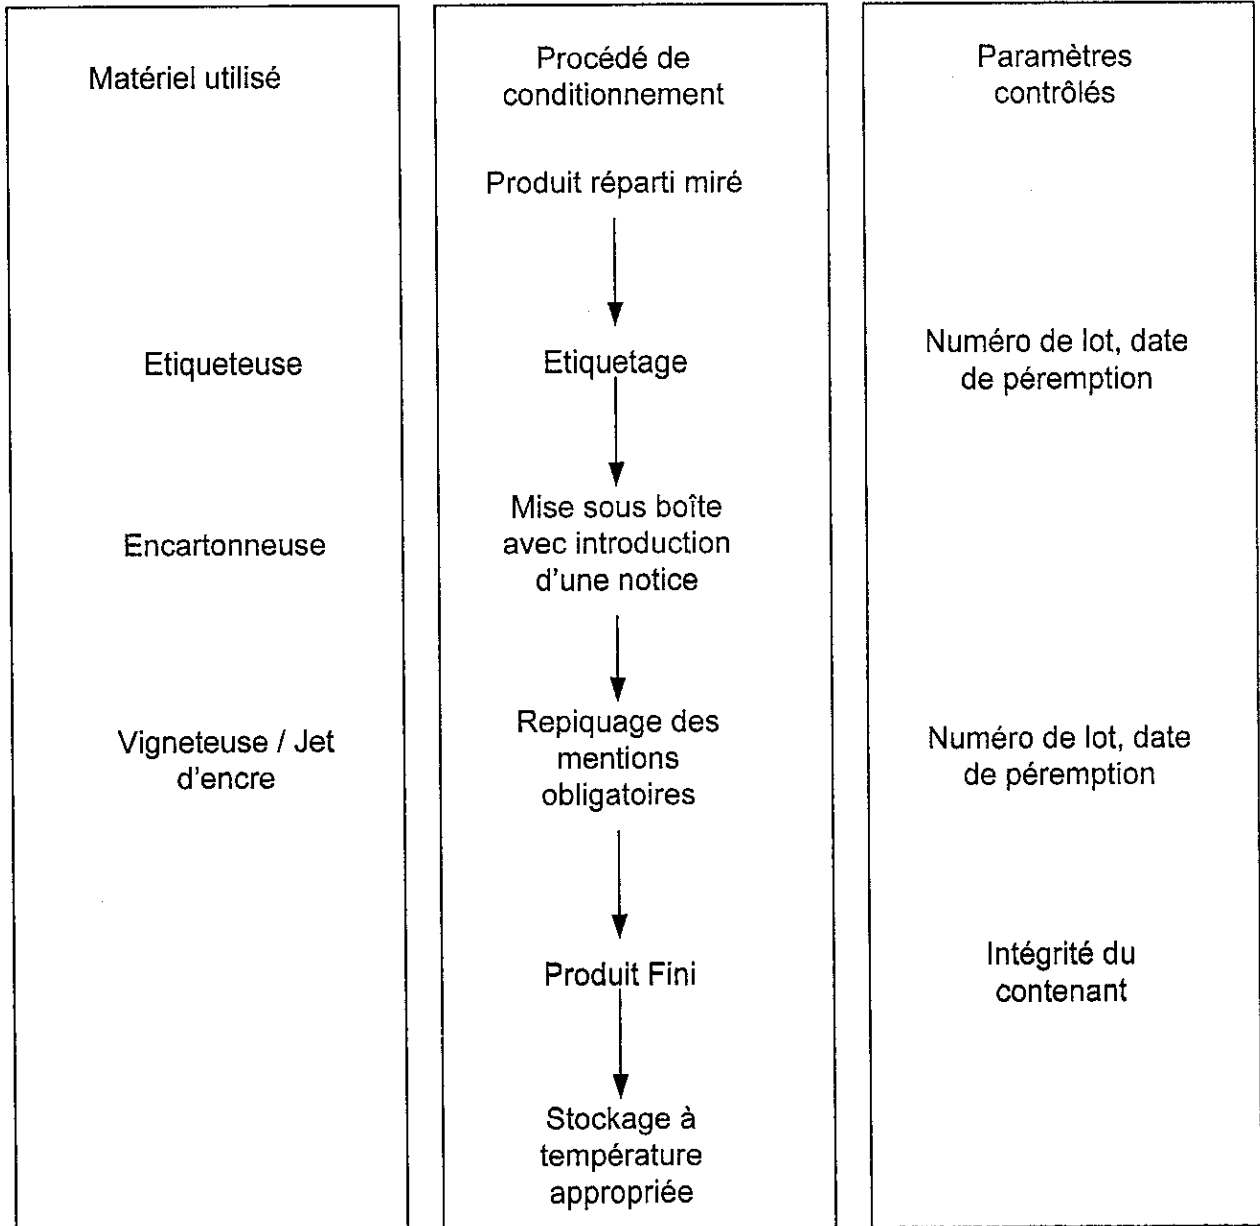 Matériel utilisé
Procédé de
conditionnement
Paramètres
contrôlés
Produit réparti miré
Etiqueteuse
Etiquetage
Numéro de lot, date
de péremption
Encartonneuse
Mise sous boîte
avec introduction
d'une notice
Vigneteuse / Jet
d'encre
Repiquage des
mentions
obligatoires
Numéro de lot, date
de péremption
Produit Fini
Intégrité du
contenant
Stockage à
température
appropriée